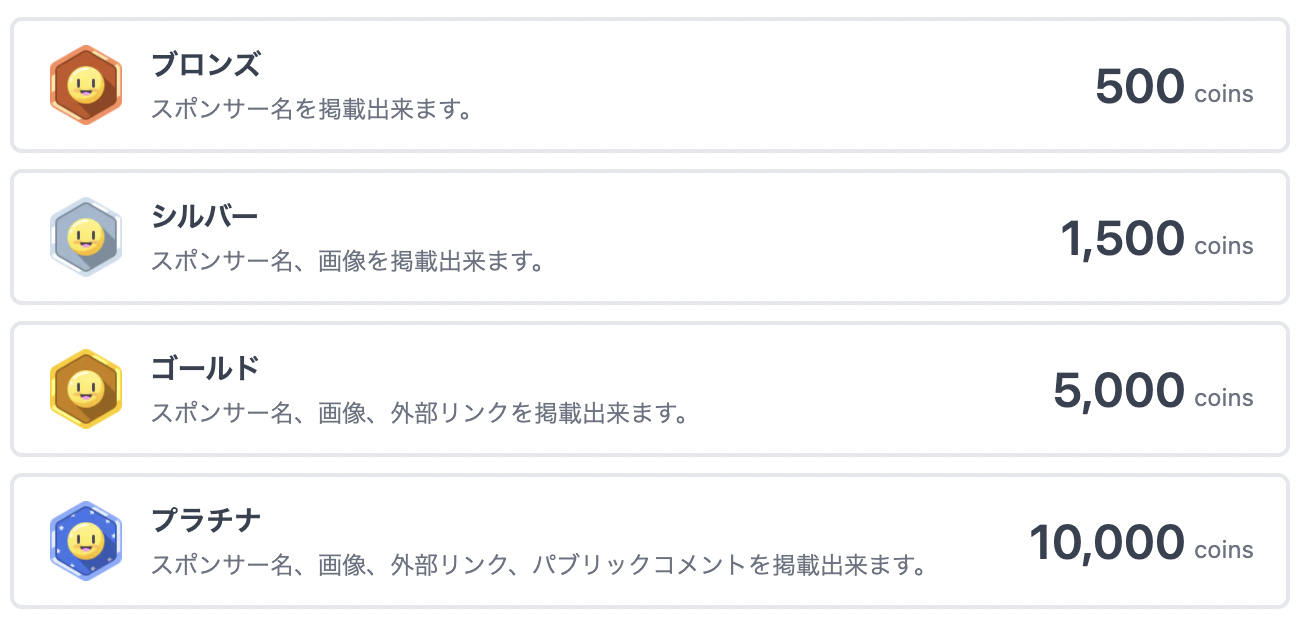 ブロンズ
スポンサー名を掲載出来ます。
500 coins
シルバー
スポンサー名、画像を掲載出来ます。
1,500 coins
ゴールド
スポンサー名、画像、外部リンクを掲載出来ます。
5,000 coins
プラチナ
スポンサー名、画像、外部リンク、パブリックコメントを掲載出来ます。
10,000 coins